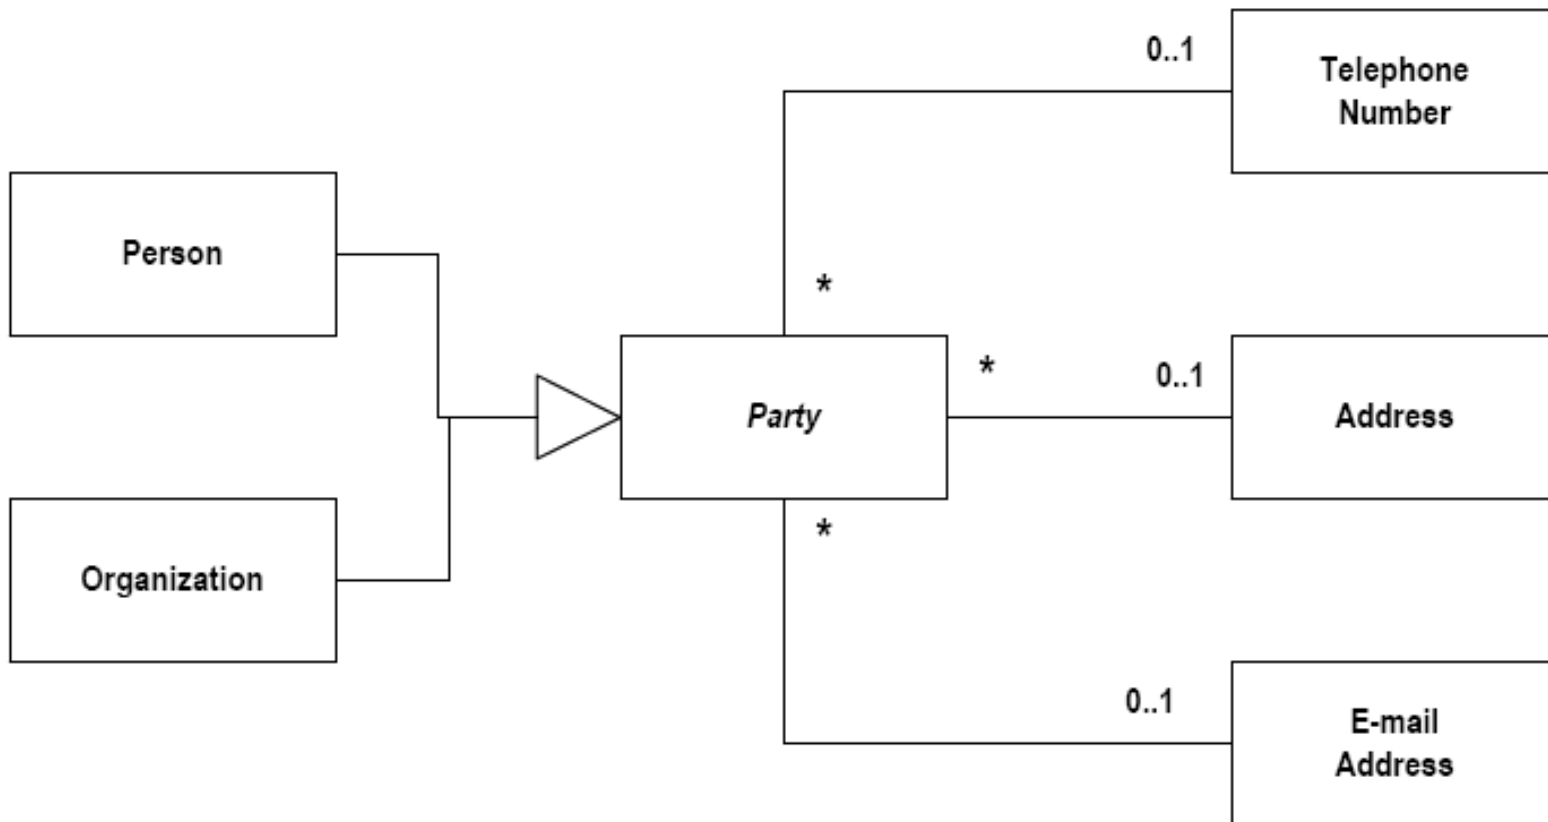 0..1
Telephone
Number
Person
*
*
0..1
Party
Address
*
Organization
0..1
E-mail
Address